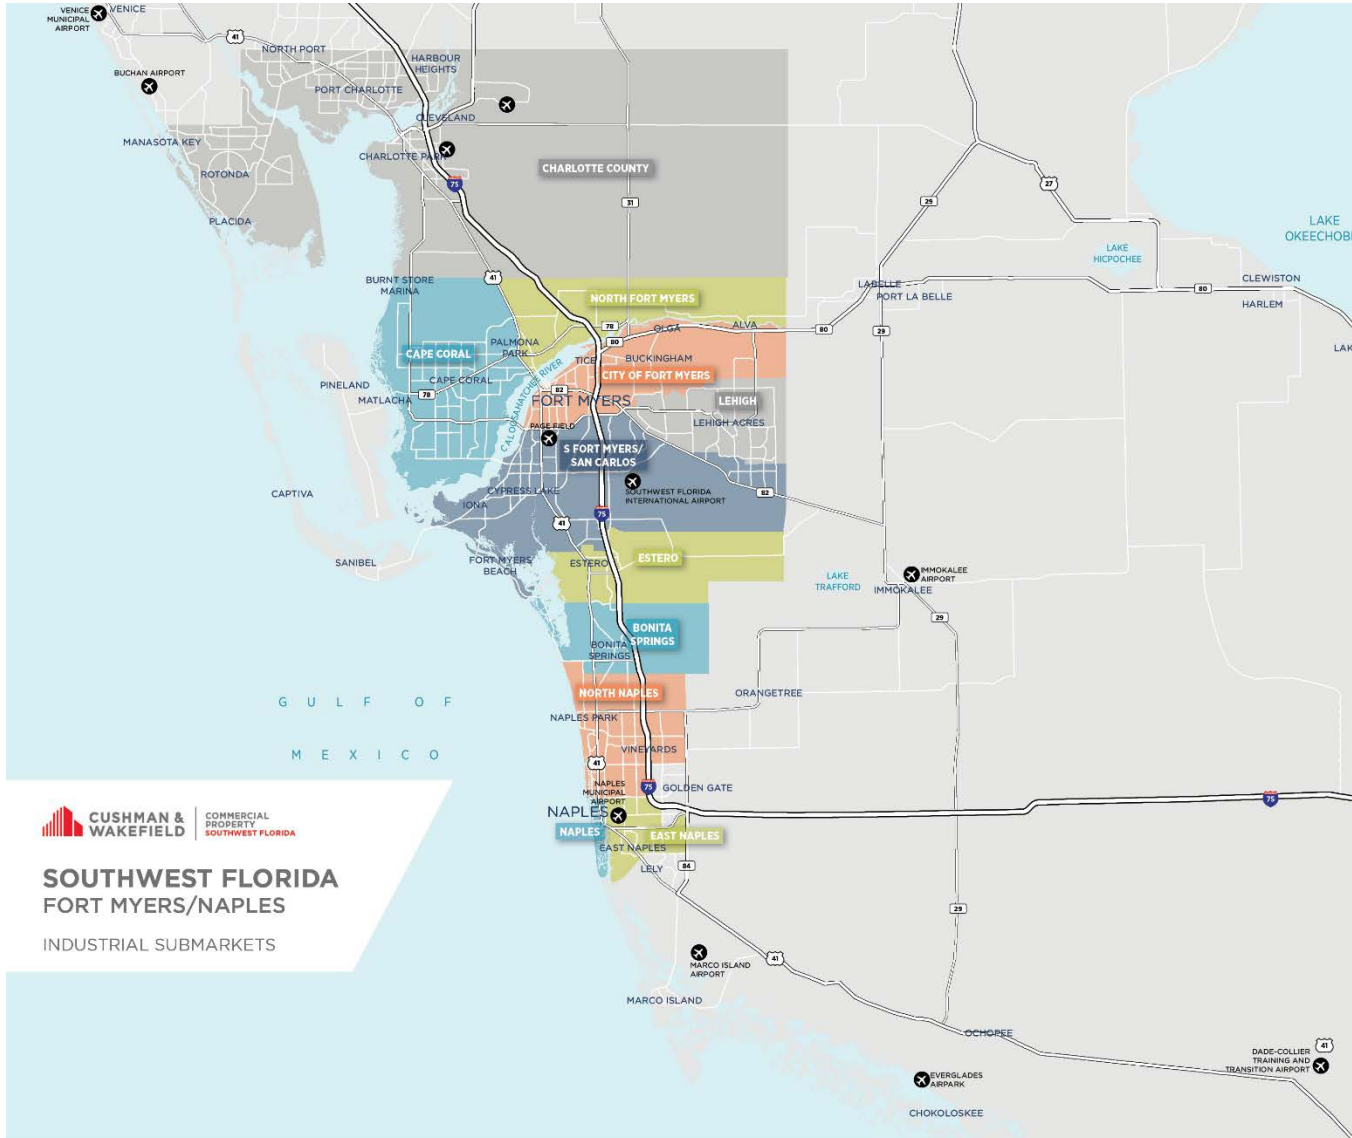 VENICE
MUNICIPAL
AIRPORT
VENICE
41
NORTH PORT
HARBOUR
HEIGHTS
BUCHAN AIRPORT
PORT CHARLOTTE
CLEVELAND
MANASOTA KEY
CHARLOTTE PARK
ROTONDA
PLACIDA
75
CHARLOTTE COUNTY
31
27
29
LAKE
OKEECHOBE
LAKE
HICPOCHEE
BURNT STORE
MARINA
41
NORTH FORT MYERS
LABELLE
PORT LA BELLE
80
CLEWISTON
HARLEM
78
80
OLGA
ALVA
80
29
LAK
CAPE CORAL
PALMONA
PARK
TICE
BUCKINGHAM
CITY OF FORT MYERS
PINELAND
CAPE CORAL
78
MATLACHA
CALOOSAHATCHEE RIVER
82
FORT MYERS
LEHIGH
LEHIGH ACRES
PAGE FIELD
S FORT MYERS/
SAN CARLOS
CAPTIVA
CYPRESS LAKE
IONA
SOUTHWEST FLORIDA
INTERNATIONAL AIRPORT
82
41
75
SANIBEL
FORT MYERS
BEACH
ESTERO
ESTERO
LAKE
TRAFFORD
IMMOKALEE
AIRPORT
IMMOKALEE
29
BONITA
SPRINGS
BONITA
SPRINGS
NORTH NAPLES
ORANGETREE
GULF OF
MEXICO
NAPLES PARK
VINEYARDS
41
NAPLES
MUNICIPAL
AIRPORT
75
GOLDEN GATE
75
NAPLES
NAPLES
EAST NAPLES
EAST NAPLES
LELY
84
29
CUSHMAN &
WAKEFIELD
COMMERCIAL
PROPERTY
SOUTHWEST FLORIDA
SOUTHWEST FLORIDA
FORT MYERS/NAPLES
INDUSTRIAL SUBMARKETS
MARCO ISLAND
AIRPORT
41
MARCO ISLAND
OCHOPEE
41
DADE-COLLIER
TRAINING AND
TRANSITION AIRPORT
EVERGLADES
AIRPARK
CHOKOLOSKEE